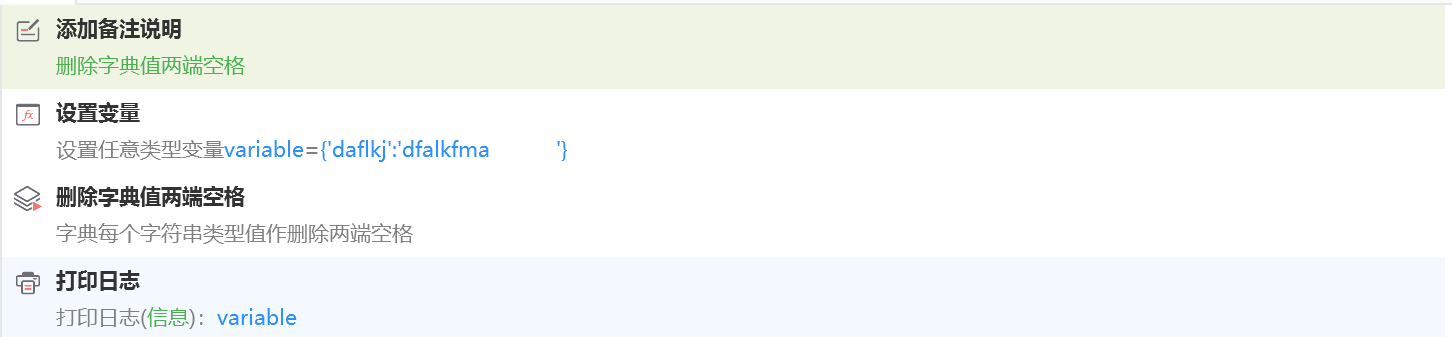 添加备注说明
删除字典值两端空格
fx
设置变量
设置任意类型变量variable={'daflkj':'dfalkfma          '}
删除字典值两端空格
字典每个字符串类型值作删除两端空格
打印日志
打印日志(信息)：variable